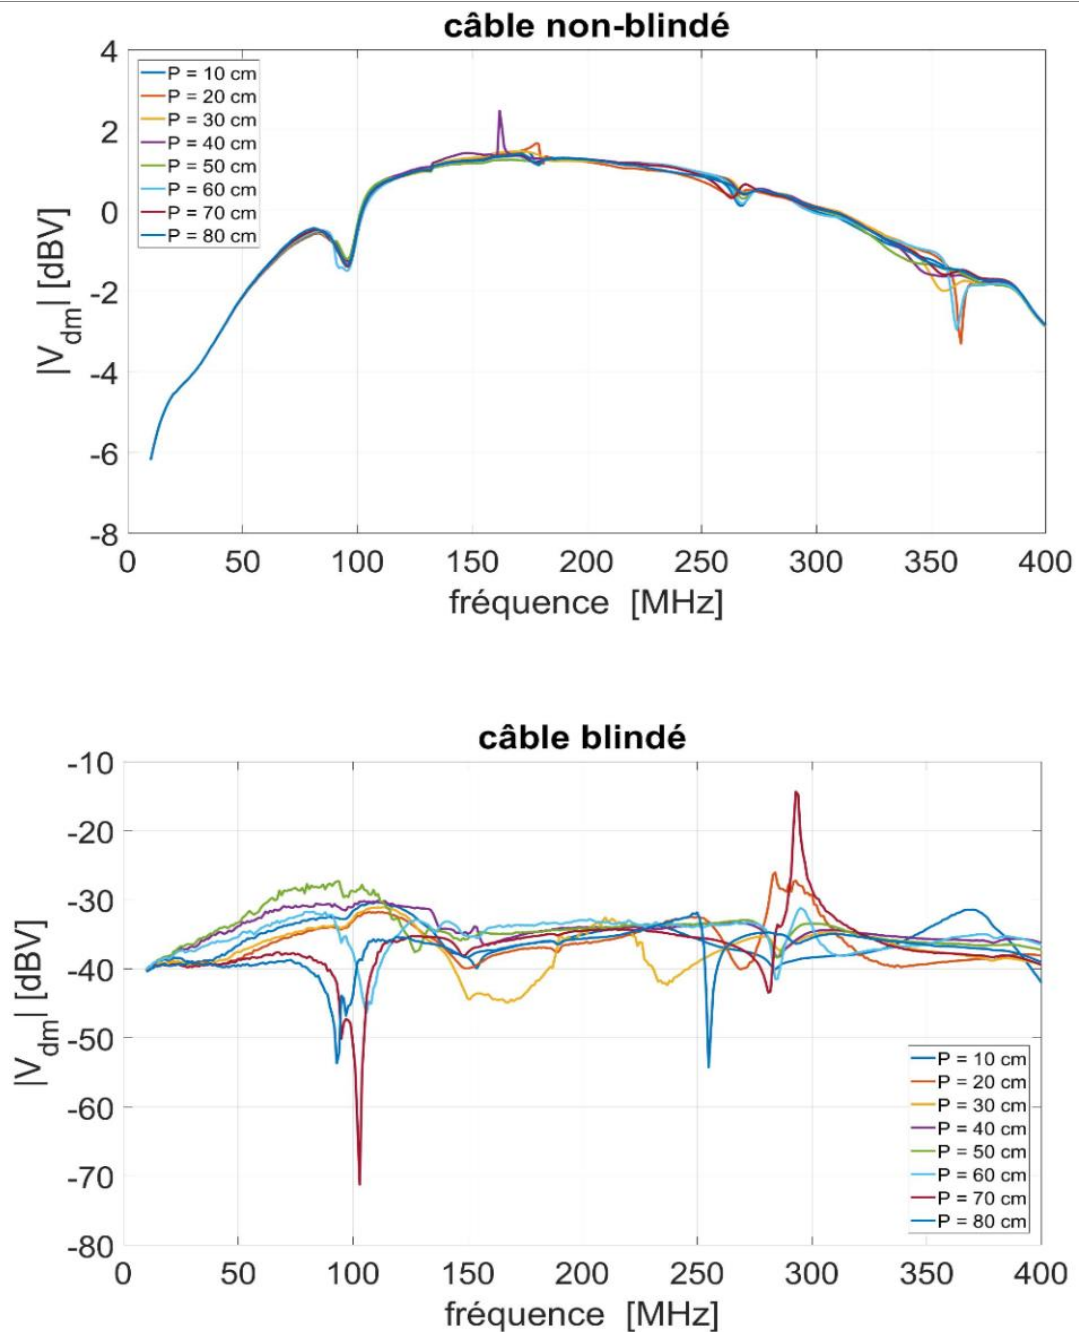 câble non-blindé
4
2
0
-2
-4
-6
-8
|V_dm| [dBV]
P = 10 cm
P = 20 cm
P = 30 cm
P = 40 cm
P = 50 cm
P = 60 cm
P = 70 cm
P = 80 cm
0 50 100 150 200 250 300 350 400
fréquence [MHz]
câble blindé
-10
-20
-30
-40
-50
-60
-70
-80
|V_dm| [dBV]
P = 10 cm
P = 20 cm
P = 30 cm
P = 40 cm
P = 50 cm
P = 60 cm
P = 70 cm
P = 80 cm
0 50 100 150 200 250 300 350 400
fréquence [MHz]